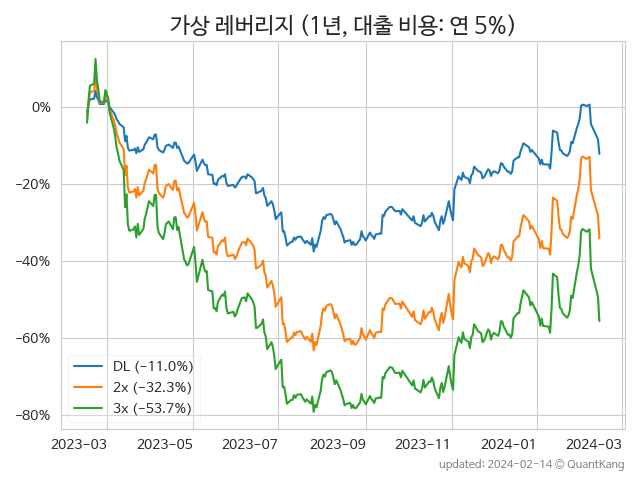 가상 레버리지 (1년, 대출 비용: 연 5%)
0%
−20%
−40%
−60%
−80%
DL (−11.0%)
2x (−32.3%)
3x (−53.7%)
2023-03 2023-05 2023-07 2023-09 2023-11 2024-01 2024-03
updated: 2024-02-14 © QuantKang